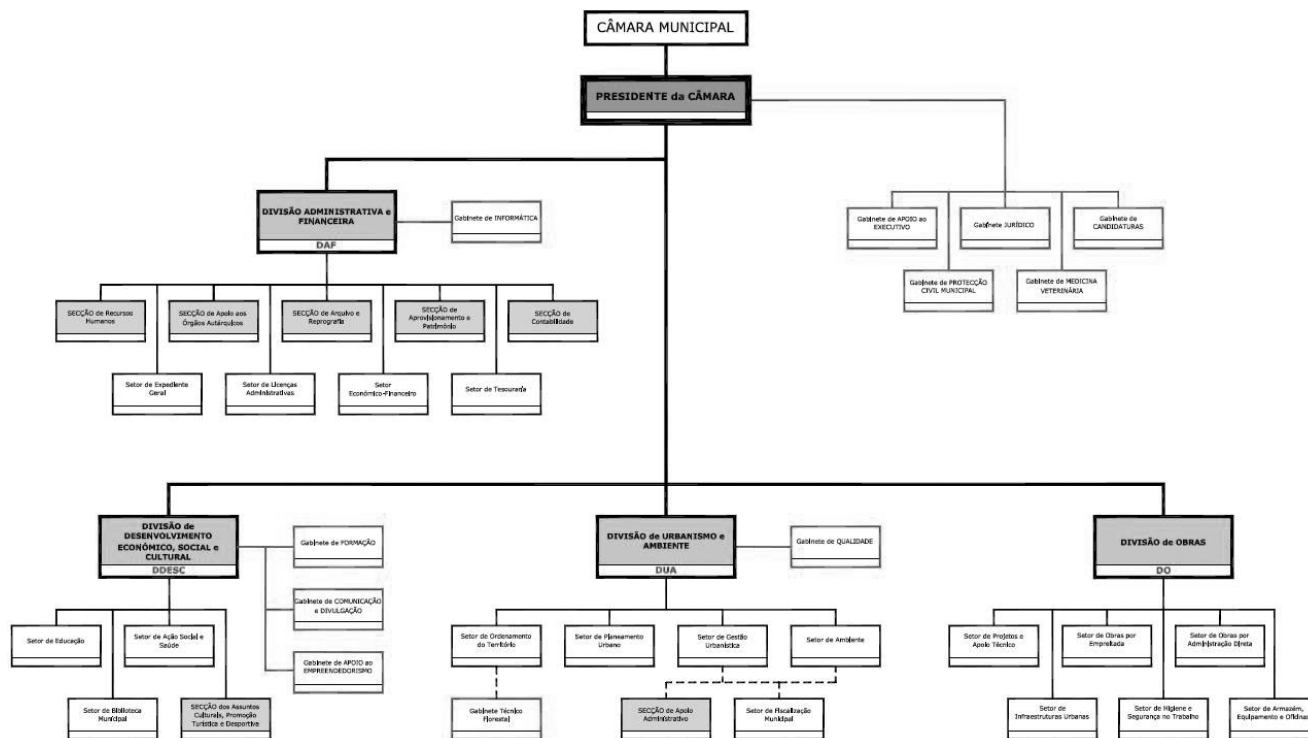 CÂMARA MUNICIPAL
PRESIDENTE da CÂMARA
DIVISÃO ADMINISTRATIVA e
FINANCEIRA
DAF
Gabinete de INFORMÁTICA
Gabinete de APOIO ao
EXECUTIVO
Gabinete JURÍDICO
Gabinete de
CANDIDATURAS
Gabinete de PROTECÇÃO
CIVIL MUNICIPAL
Gabinete de MEDICINA
VETERINÁRIA
SECÇÃO de Recursos
Humanos
SECÇÃO de Apoio aos
Órgãos Autárquicos
SECÇÃO de Arquivo e
Reprografia
SECÇÃO de
Aprovisionamento e
Património
SECÇÃO de
Contabilidade
Setor de Expediente
Geral
Setor de Licenças
Administrativas
Setor
Económico-Financeiro
Setor de Tesouraria
DIVISÃO de
DESENVOLVIMENTO
ECONÓMICO, SOCIAL e
CULTURAL
DDESC
Gabinete de FORMAÇÃO
Gabinete de COMUNICAÇÃO
e DIVULGAÇÃO
Gabinete de APOIO ao
EMPREENDEDORISMO
Setor de Educação
Setor de Ação Social e
Saúde
Setor de Biblioteca
Municipal
SECÇÃO dos Assuntos
Culturais, Promoção
Turística e Desportiva
DIVISÃO de URBANISMO e
AMBIENTE
DUA
Gabinete de QUALIDADE
Setor de Ordenamento
do Território
Setor de Planeamento
Urbano
Setor de Gestão
Urbanística
Setor de Ambiente
Gabinete Técnico
Florestal
SECÇÃO de Apoio
Administrativo
Setor de Fiscalização
Municipal
DIVISÃO de OBRAS
DO
Setor de Projetos e
Apoio Técnico
Setor de Obras por
Empreitada
Setor de Obras por
Administração Direta
Setor de
Infraestruturas Urbanas
Setor de Higiene e
Segurança no Trabalho
Setor de Armazém,
Equipamento e Oficinas